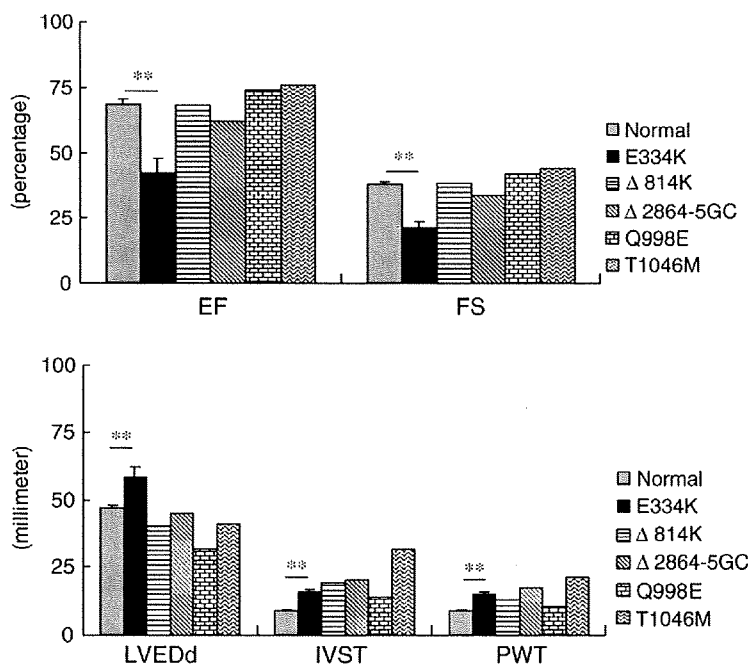 100
75
50
25
0
(percentage)
**
**
EF
FS
Normal
E334K
Δ 814K
Δ 2864-5GC
Q998E
T1046M
100
75
50
25
0
(millimeter)
**
**
**
LVEDd
IVST
PWT
Normal
E334K
Δ 814K
Δ 2864-5GC
Q998E
T1046M